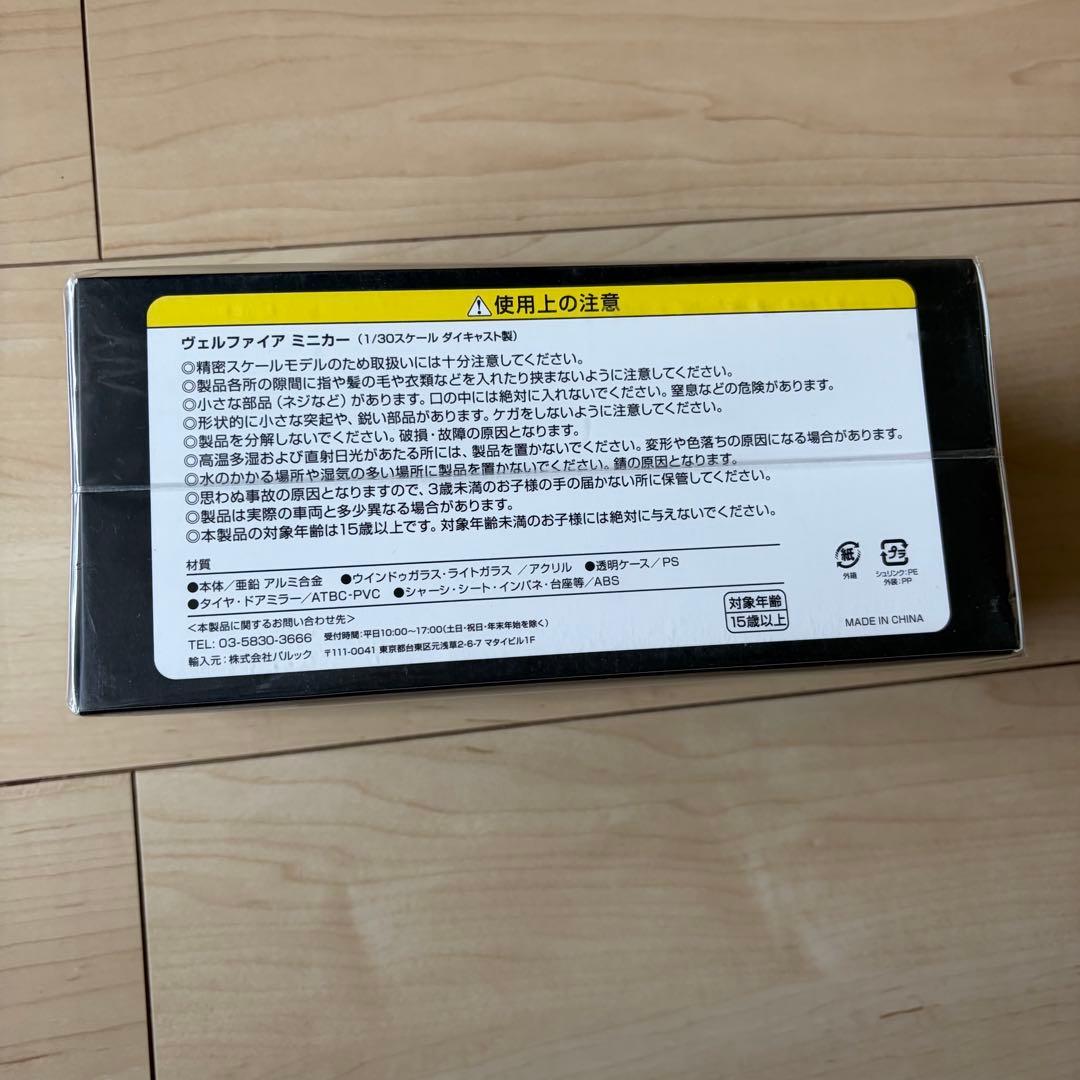 ⚠使用上の注意
ヴェルファイア ミニカー（1/30スケール ダイキャスト製）
◎精密スケールモデルのため取扱いには十分注意してください。
◎製品各所の隙間に指や髪の毛や衣類などを入れたり挟まないように注意してください。
◎小さな部品（ネジなど）があります。口の中には絶対に入れないでください。窒息などの危険があります。
◎形状的に小さな突起や、鋭い部品があります。ケガをしないように注意してください。
◎製品を分解しないでください。破損・故障の原因となります。
◎高温多湿および直射日光があたる所には、製品を置かないでください。変形や色落ちの原因になる場合があります。
◎水のかかる場所や湿気の多い場所に製品を置かないでください。錆の原因となります。
◎思わぬ事故の原因となりますので、3歳未満のお子様の手の届かない所に保管してください。
◎製品は実際の車両と多少異なる場合があります。
◎本製品の対象年齢は15歳以上です。対象年齢未満のお子様には絶対に与えないでください。
材質
●本体／亜鉛 アルミ合金 ●ウインドゥガラス・ライトガラス ／アクリル ●透明ケース／PS
●タイヤ・ドアミラー／ATBC-PVC ●シャーシ・シート・インパネ・台座等／ABS
＜本製品に関するお問い合わせ先＞
TEL: 03-5830-3666 受付時間:平日10:00〜17:00(土日・祝日・年末年始を除く)
輸入元：株式会社バルック 〒111-0041 東京都台東区元浅草2-6-7 マタイビル1F
対象年齢
15歳以上
紙
外箱
プラ
シュリンク:PE
外装:PP
MADE IN CHINA